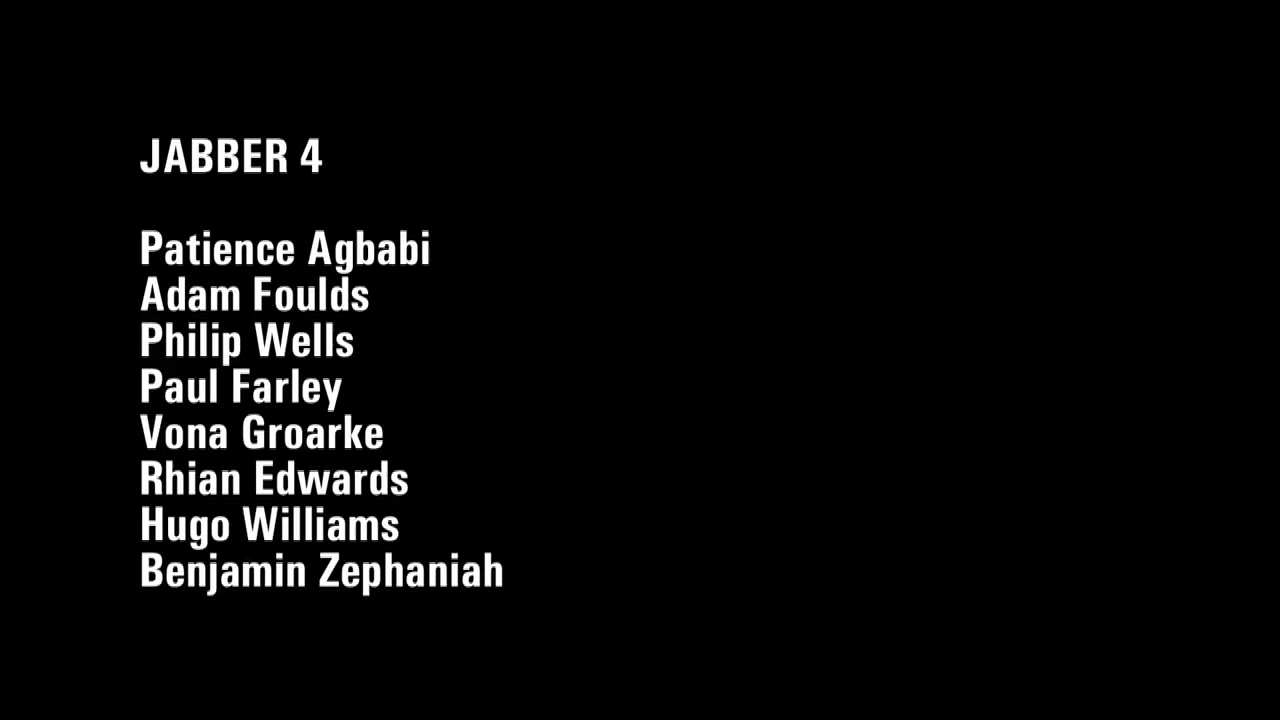 JABBER 4
Patience Agbabi
Adam Foulds
Philip Wells
Paul Farley
Vona Groarke
Rhian Edwards
Hugo Williams
Benjamin Zephaniah